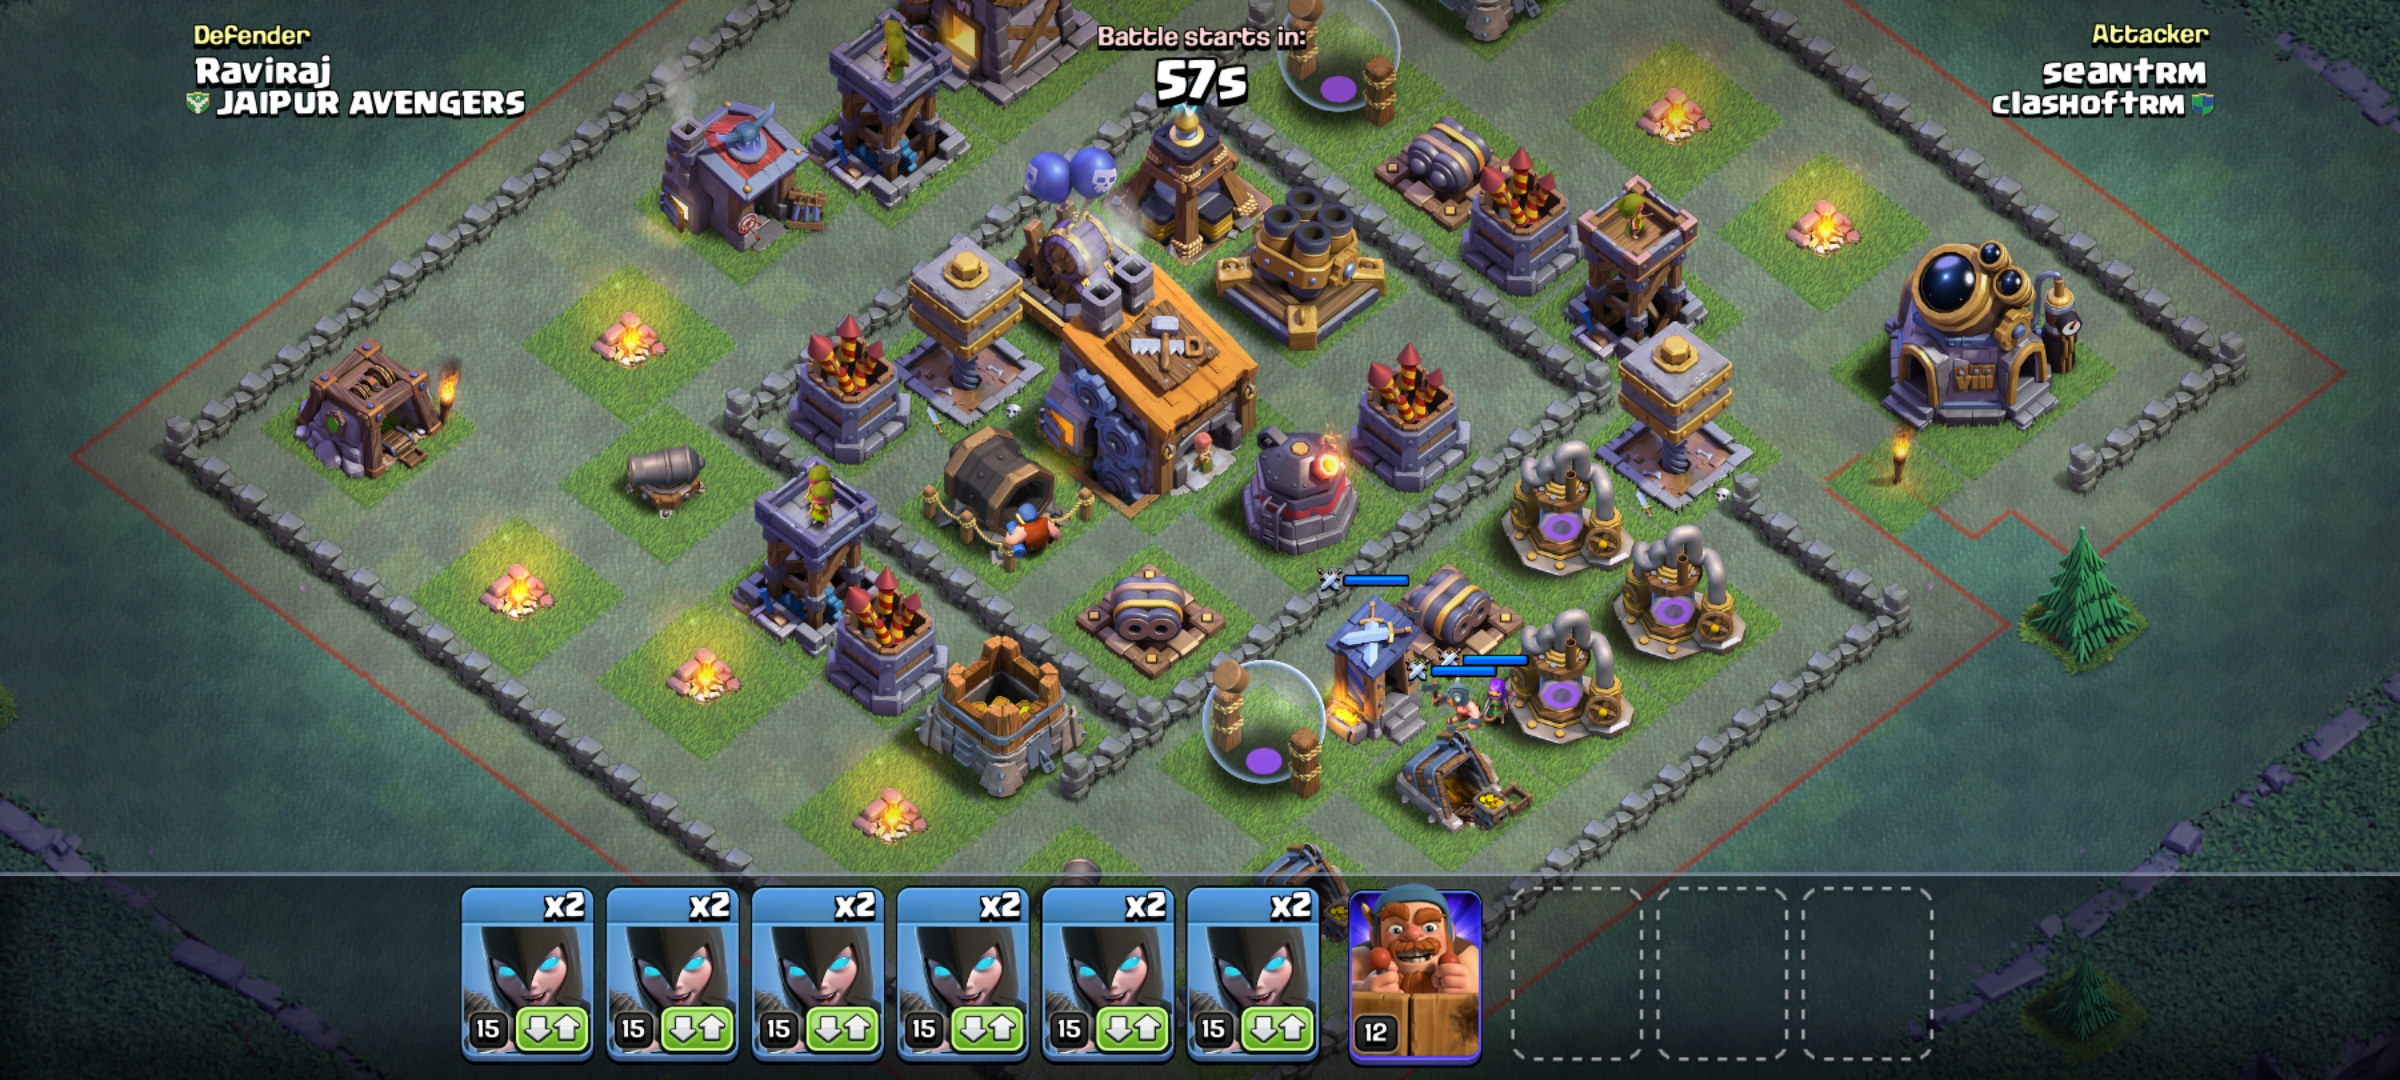 Defender
Raviraj
JAIPUR AVENGERS
Battle starts in:
57s
Attacker
seantRM
clashoftRM
VIII
x2
x2
x2
x2
x2
x2
15
15
15
15
15
15
12